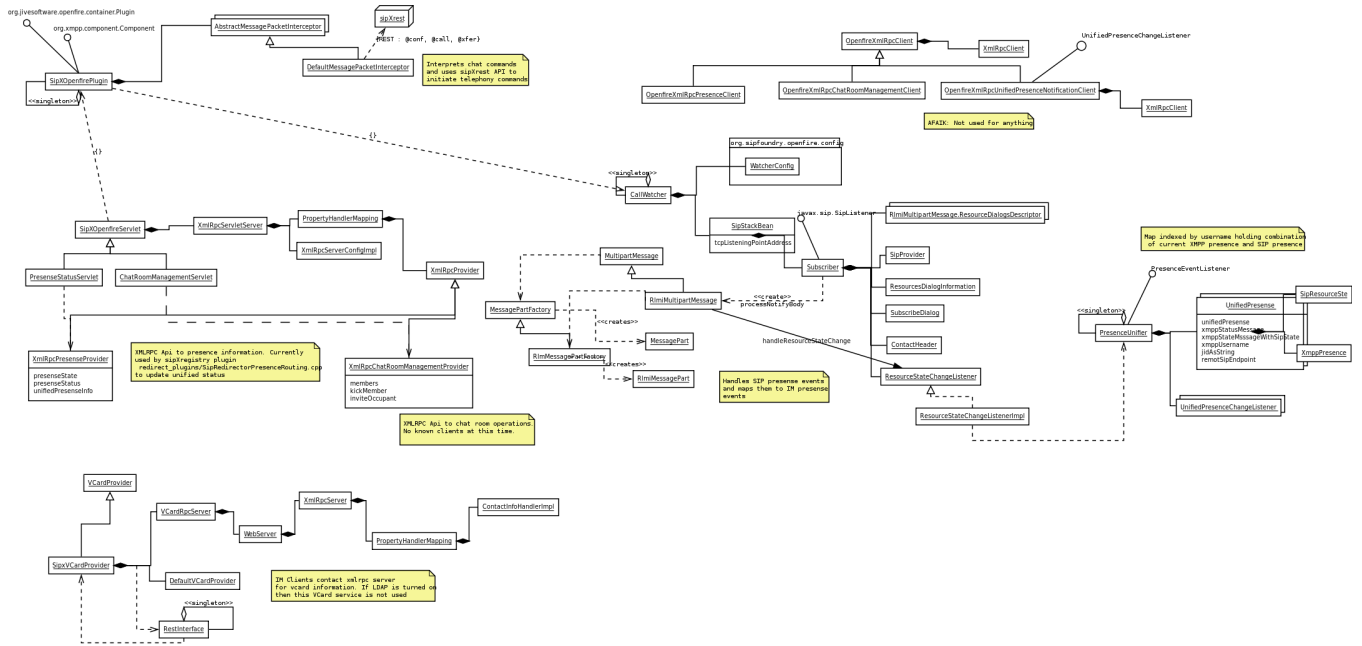 org.jivesoftware.openfire.container.Plugin
org.xmpp.component.Component
SipXOpenfirePlugin
<<singleton>>
AbstractMessagePacketInterceptor
sipXrest
{REST : @conf, @call, @xfer}
DefaultMessagePacketInterceptor
Interprets chat commands
and uses sipXrest API to
initiate telephony commands
OpenfireXmlRpcClient
XmlRpcClient
UnifiedPresenceChangeListener
OpenfireXmlRpcPresenceClient
OpenfireXmlRpcChatRoomManagementClient
OpenfireXmlRpcUnifiedPresenceNotificationClient
XmlRpcClient
AFAIK: Not used for anything
{}
{}
org.sipfoundry.openfire.config
WatcherConfig
<<singleton>>
CallWatcher
SipStackBean
tcpListeningPointAddress
javax.sip.SipListener
RlmiMultipartMessage.ResourceDialogsDescriptor
SipProvider
ResourcesDialogInformation
SubscribeDialog
ContactHeader
ResourceStateChangeListener
ResourceStateChangeListenerImpl
Subscriber
<<create>>
processNotifyBody
handleResourceStateChange
SipXOpenfireServlet
XmlRpcServletServer
PropertyHandlerMapping
XmlRpcServerConfigImpl
XmlRpcProvider
PresenseStatusServlet
ChatRoomManagementServlet
XmlRpcPresenseProvider
presenseState
presenseStatus
unifiedPresenseInfo
XMLRPC Api to presence information. Currently
used by sipXregistry plugin
redirect_plugins/SipRedirectorPresenceRouting.cpp
to update unified status
XmlRpcChatRoomManagementProvider
members
kickMember
inviteOccupant
XMLRPC Api to chat room operations.
No known clients at this time.
MultipartMessage
RlmiMultipartMessage
MessagePartFactory
<<creates>>
MessagePart
RlmMessagePartFactory
<<creates>>
RlmiMessagePart
Handles SIP presense events
and maps them to IM presense
events
Map indexed by username holding combination
of current XMPP presence and SIP presence
PresenceEventListener
<<singleton>>
PresenceUnifier
UnifiedPresense
unifiedPresense
xmppStatusMessage
xmppStateMsssageWithSipState
xmppUsername
jidAsString
remotSipEndpoint
SipResourceSte
XmppPresence
UnifiedPresenceChangeListener
VCardProvider
VCardRpcServer
WebServer
XmlRpcServer
PropertyHandlerMapping
ContactInfoHandlerImpl
SipxVCardProvider
DefaultVCardProvider
<<singleton>>
RestInterface
IM Clients contact xmlrpc server
for vcard information. If LDAP is turned on
then this VCard service is not used